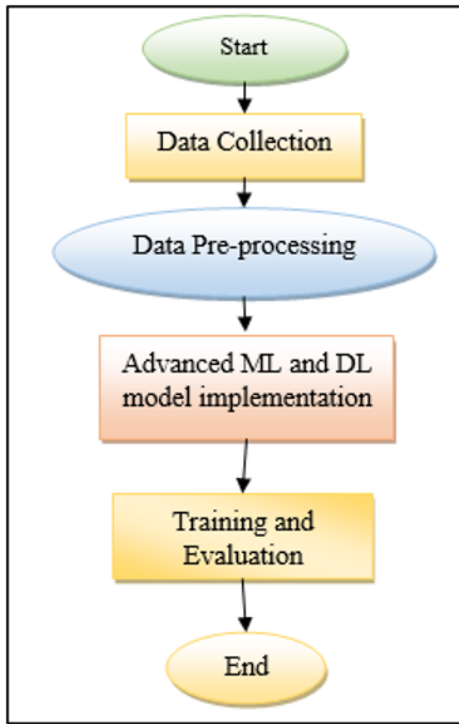 Start
Data Collection
Data Pre-processing
Advanced ML and DL
model implementation
Training and
Evaluation
End